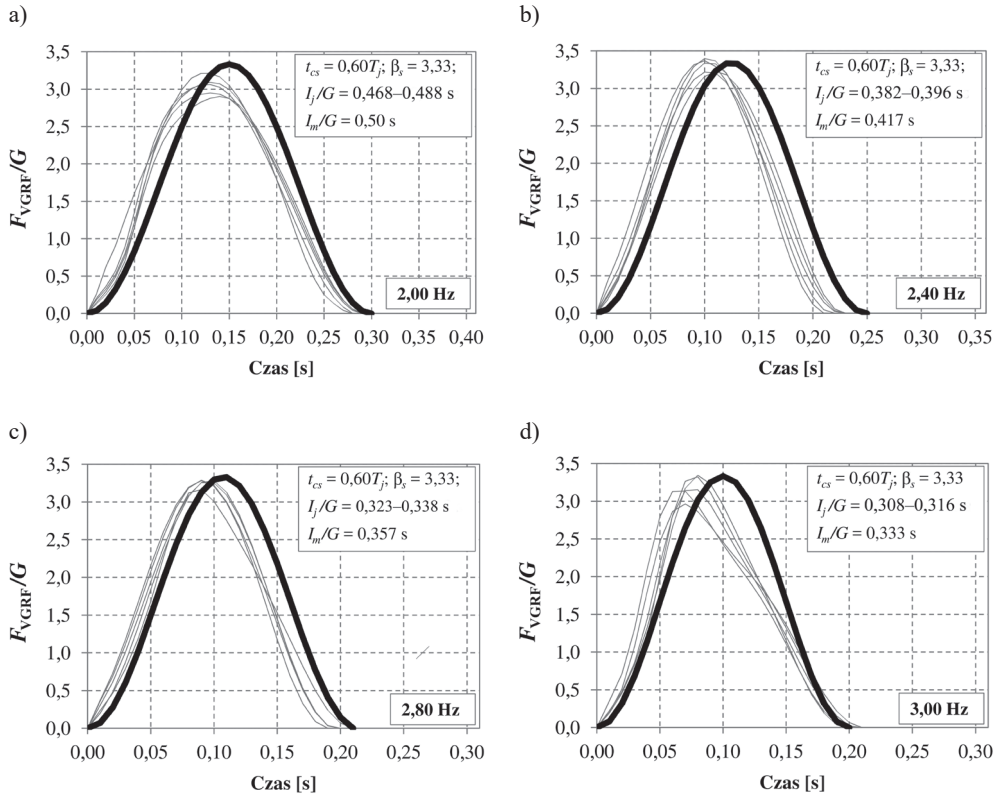 a)
3,5
3,0
2,5
2,0
1,5
1,0
0,5
0,0
F_VGRF/G
t_cs = 0,60T_j; β_s = 3,33;
I_j/G = 0,468–0,488 s
I_m/G = 0,50 s
2,00 Hz
0,00 0,05 0,10 0,15 0,20 0,25 0,30 0,35 0,40
Czas [s]
b)
3,5
3,0
2,5
2,0
1,5
1,0
0,5
0,0
F_VGRF/G
t_cs = 0,60T_j; β_s = 3,33;
I_j/G = 0,382–0,396 s
I_m/G = 0,417 s
2,40 Hz
0,00 0,05 0,10 0,15 0,20 0,25 0,30 0,35
Czas [s]
c)
3,5
3,0
2,5
2,0
1,5
1,0
0,5
0,0
F_VGRF/G
t_cs = 0,60T_j; β_s = 3,33;
I_j/G = 0,323–0,338 s
I_m/G = 0,357 s
2,80 Hz
0,00 0,05 0,10 0,15 0,20 0,25 0,30
Czas [s]
d)
3,5
3,0
2,5
2,0
1,5
1,0
0,5
0,0
F_VGRF/G
t_cs = 0,60T_j; β_s = 3,33
I_j/G = 0,308–0,316 s
I_m/G = 0,333 s
3,00 Hz
0,00 0,05 0,10 0,15 0,20 0,25 0,30
Czas [s]